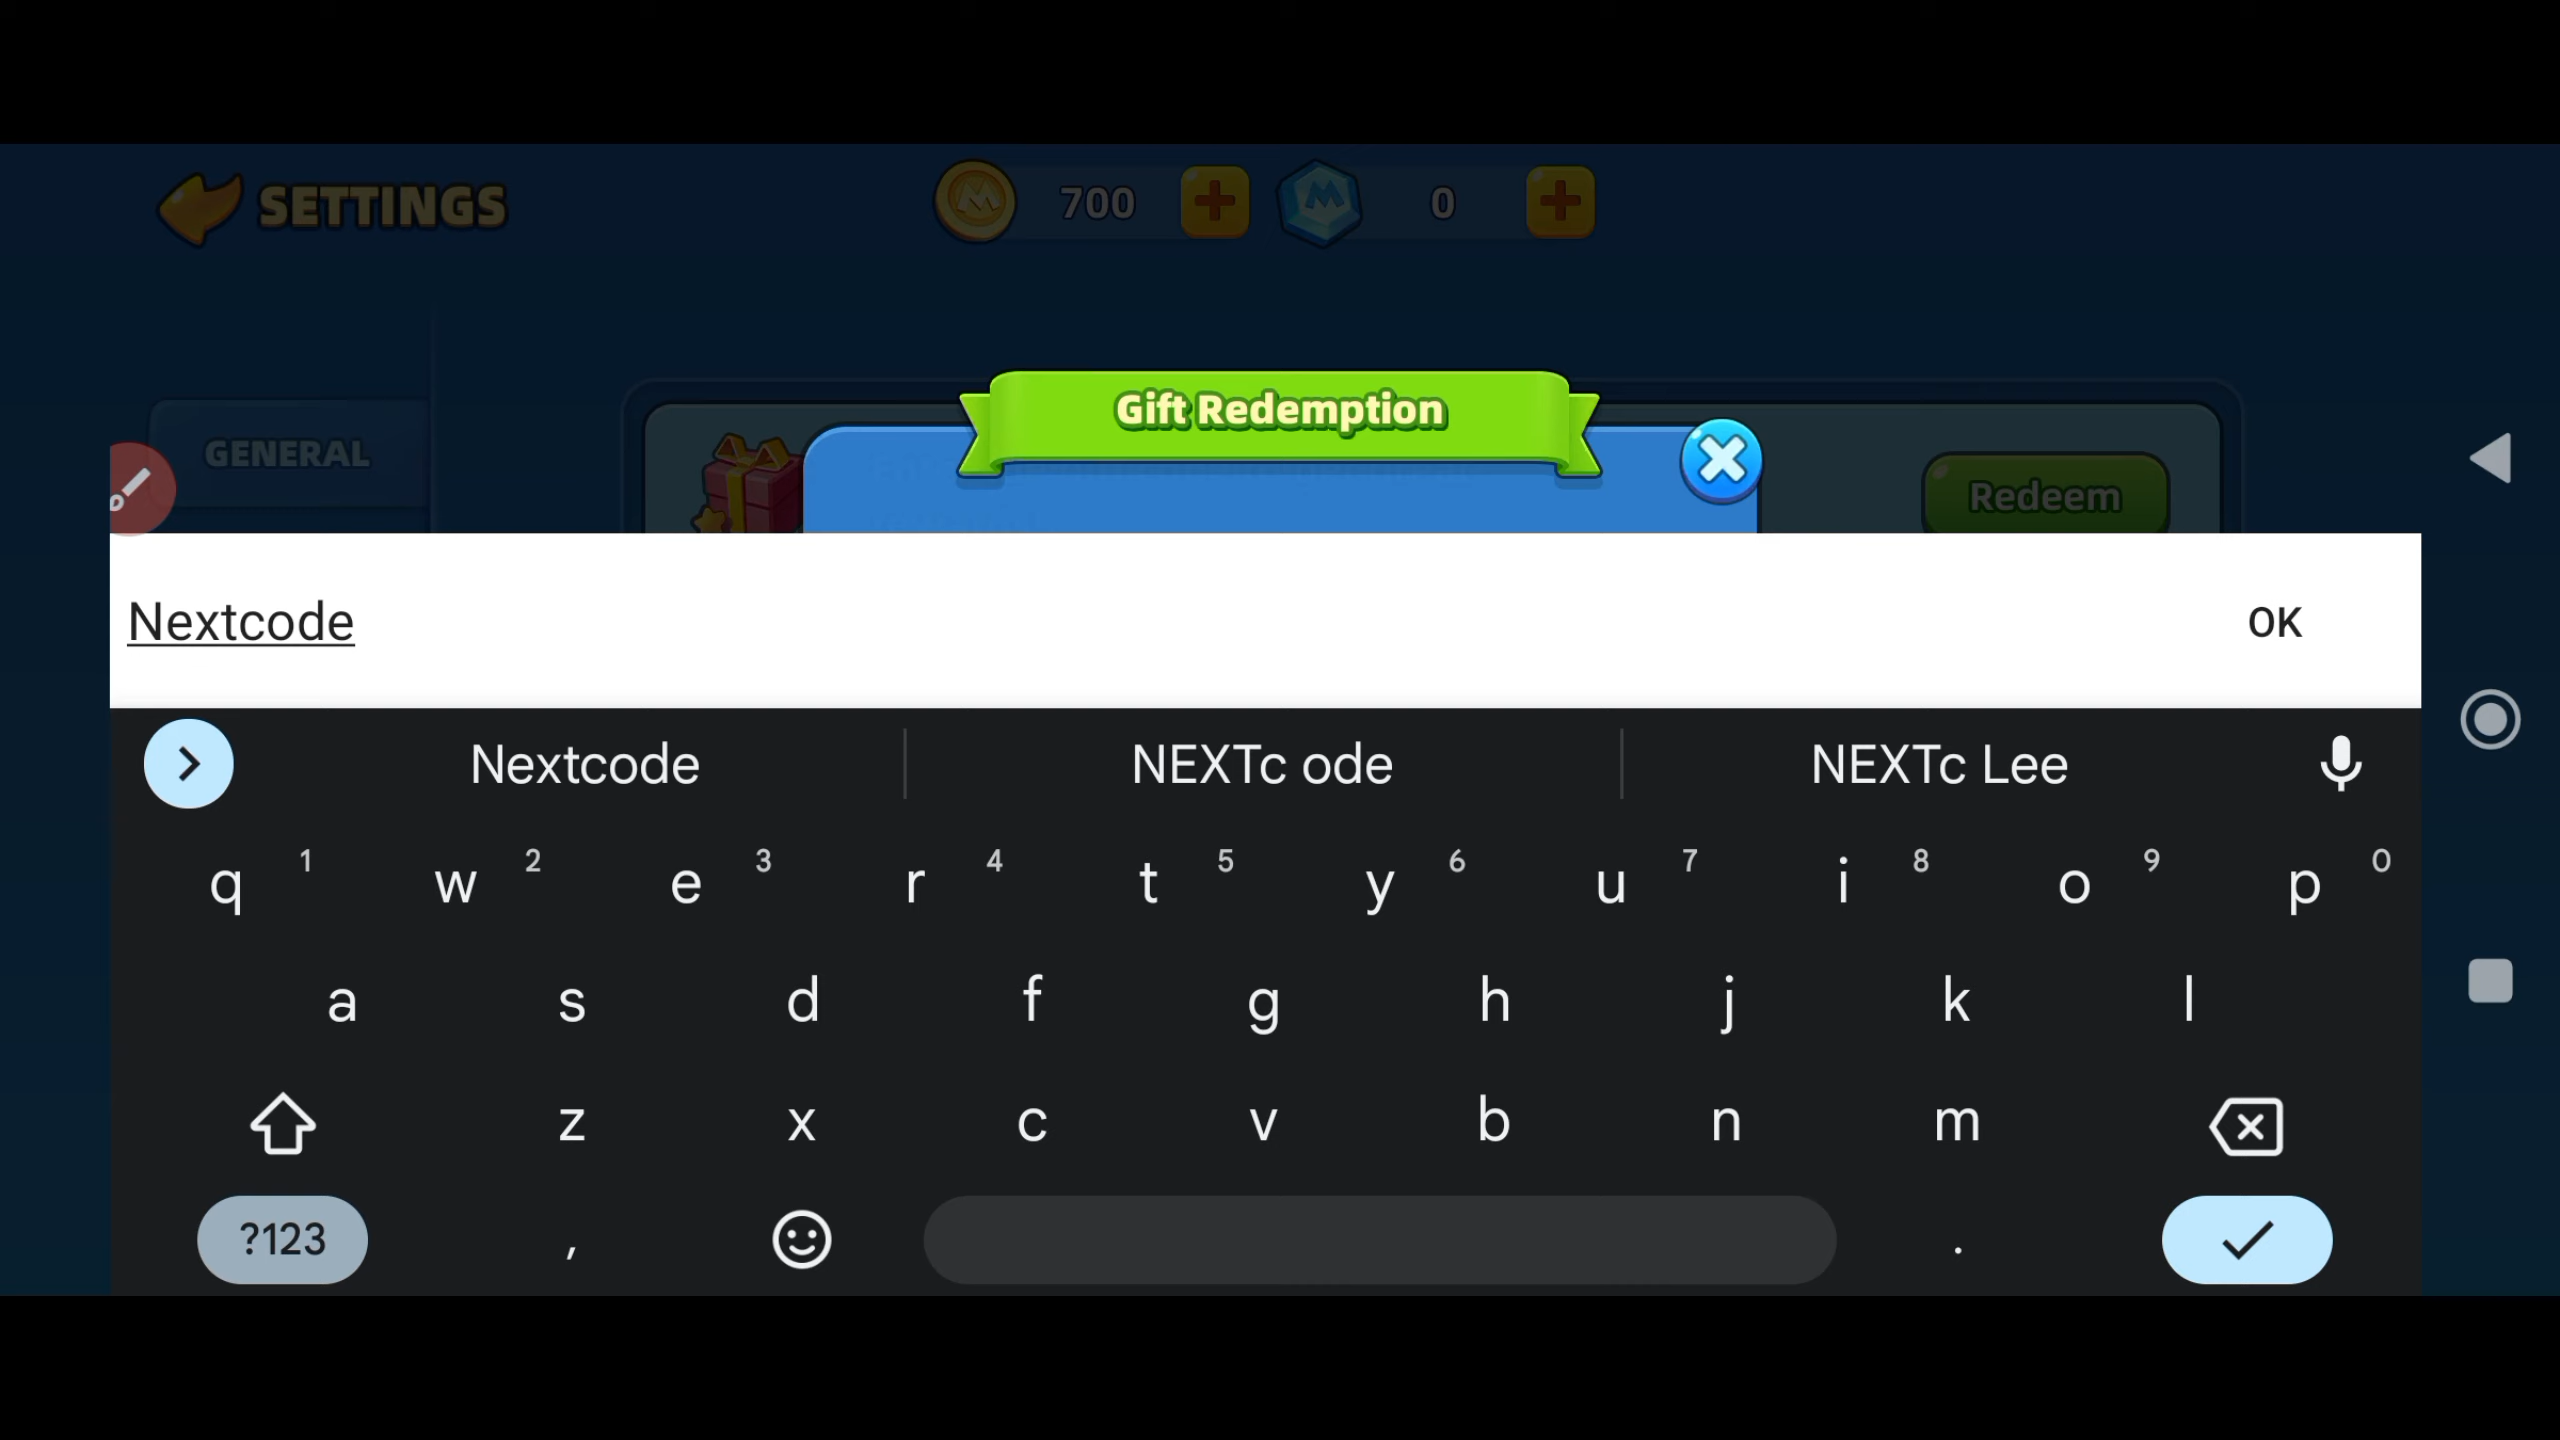 SETTINGS
700
0
GENERAL
Gift Redemption
Redeem
Nextcode
OK
Nextcode
NEXTc ode
NEXTc Lee
q 1 w 2 e 3 r 4 t 5 y 6 u 7 i 8 o 9 p 0
a s d f g h j k l
z x c v b n m
?123 , .